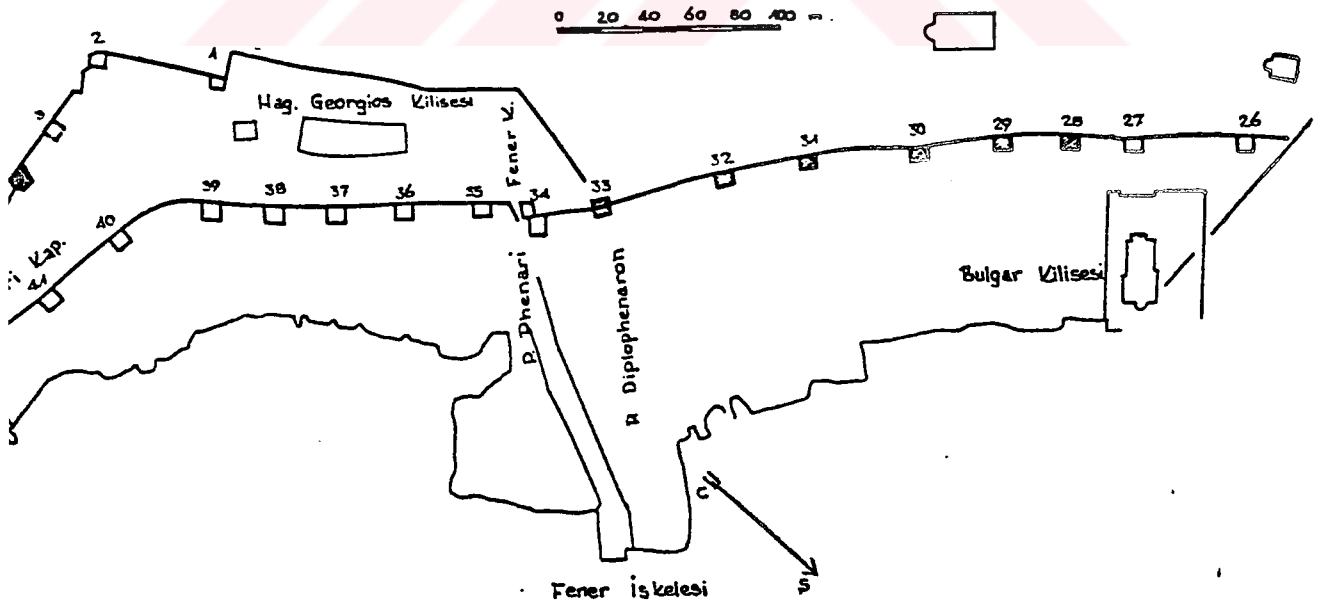 0 20 40 60 80 100 m.
2
1
3
Hag. Georgios Kilisesi
Fener K.
39
38
37
36
35
34
33
32
31
30
29
28
27
26
40
41
Kap.
P. Dhenari
P. Diplophenaron
Bulgar Kilisesi
Fener İskelesi